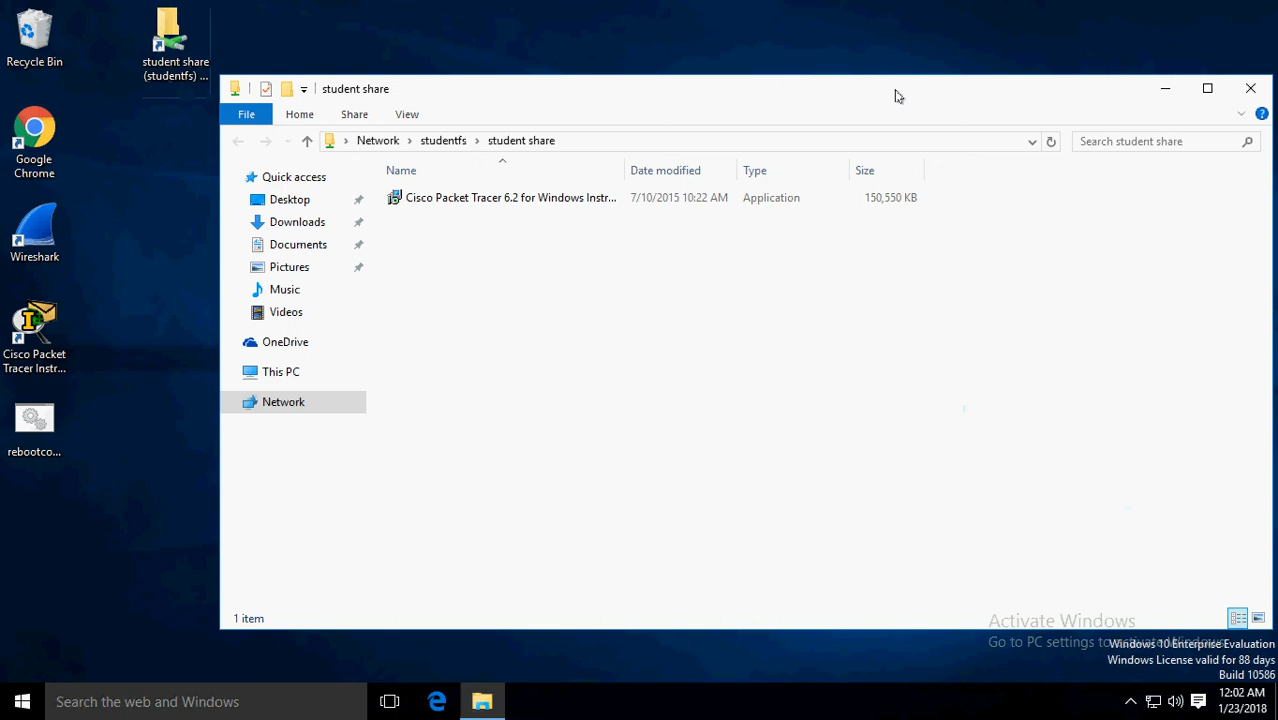 Recycle Bin
student share
(studentfs) ...
Google
Chrome
Wireshark
Cisco Packet
Tracer Instr...
rebootco...
student share
File
Home
Share
View
Network
studentfs
student share
Search student share
Name
Date modified
Type
Size
Cisco Packet Tracer 6.2 for Windows Instr...
7/10/2015 10:22 AM
Application
150,550 KB
Quick access
Desktop
Downloads
Documents
Pictures
Music
Videos
OneDrive
This PC
Network
1 item
Activate Windows
Go to PC settings to activate Windows.
Windows 10 Enterprise Evaluation
Windows License valid for 88 days
Build 10586
Search the web and Windows
12:02 AM
1/23/2018